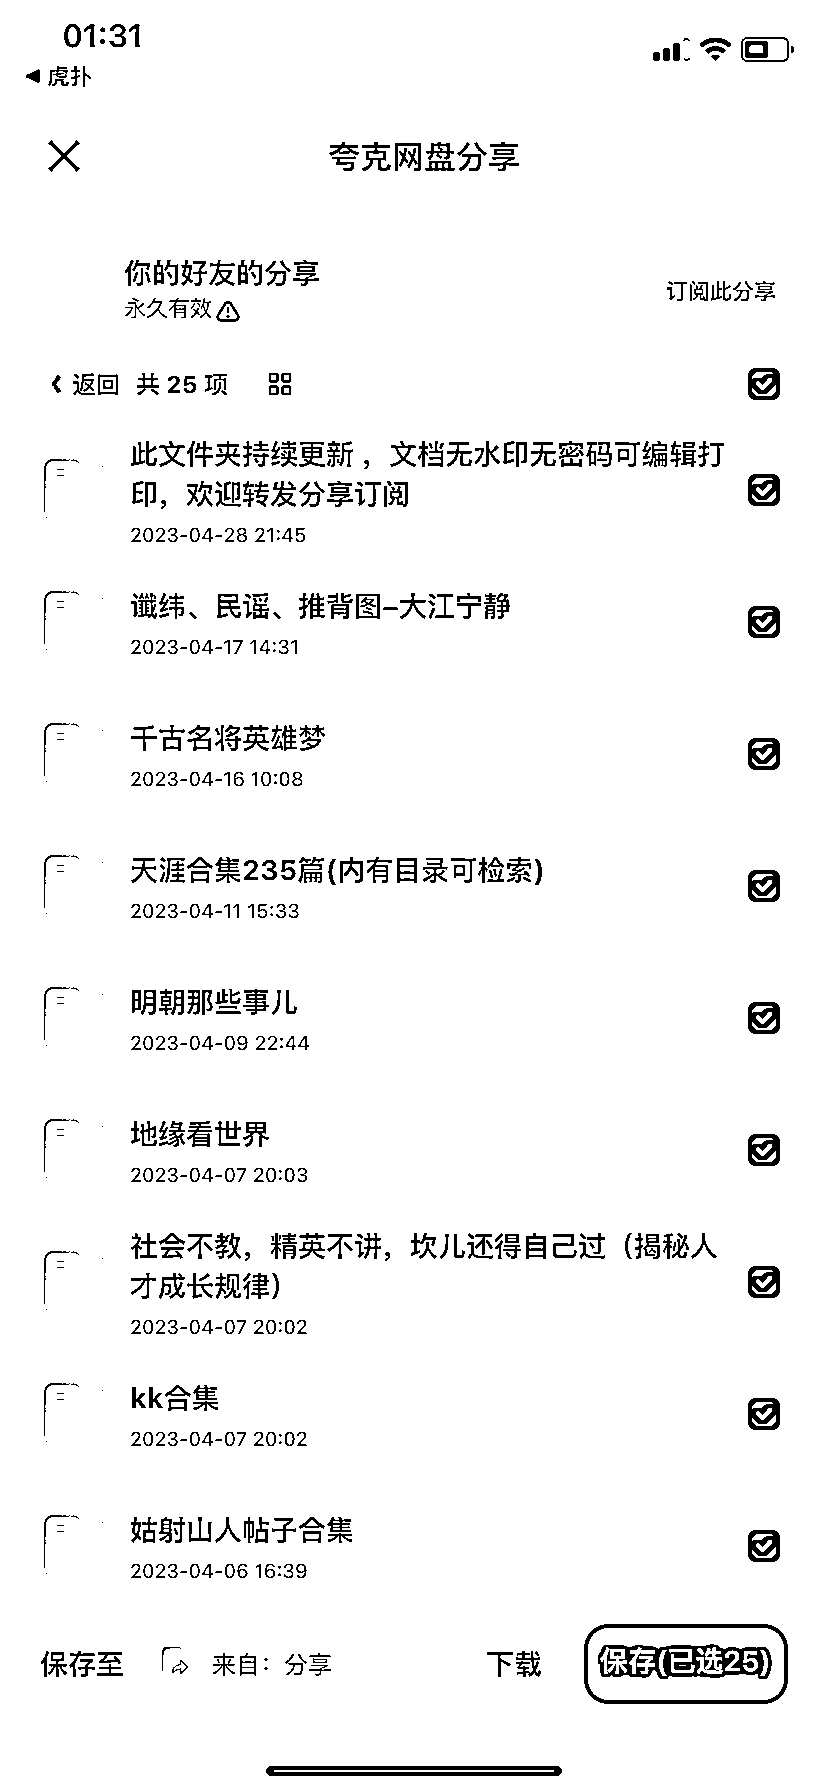 01:31
◀ 虎扑
夸克网盘分享
你的好友的分享
永久有效
订阅此分享
返回 共 25 项
此文件夹持续更新，文档无水印无密码可编辑打
印，欢迎转发分享订阅
2023-04-28 21:45
谶纬、民谣、推背图–大江宁静
2023-04-17 14:31
千古名将英雄梦
2023-04-16 10:08
天涯合集235篇(内有目录可检索)
2023-04-11 15:33
明朝那些事儿
2023-04-09 22:44
地缘看世界
2023-04-07 20:03
社会不教，精英不讲，坎儿还得自己过（揭秘人
才成长规律）
2023-04-07 20:02
kk合集
2023-04-07 20:02
姑射山人帖子合集
2023-04-06 16:39
保存至 来自：分享 下载 保存(已选25)